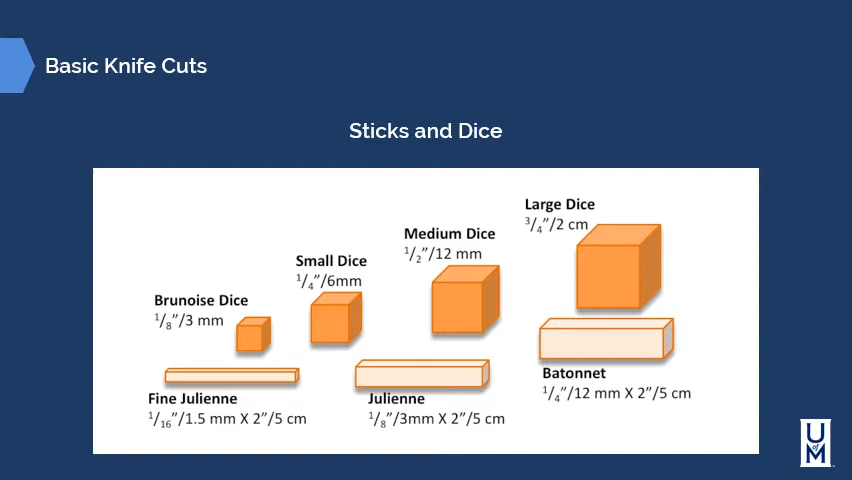 Basic Knife Cuts
Sticks and Dice
Large Dice
3/4”/2 cm
Medium Dice
1/2”/12 mm
Small Dice
1/4”/6mm
Brunoise Dice
1/8”/3 mm
Fine Julienne
1/16”/1.5 mm X 2”/5 cm
Julienne
1/8”/3mm X 2”/5 cm
Batonnet
1/4”/12 mm X 2”/5 cm
U
of
M